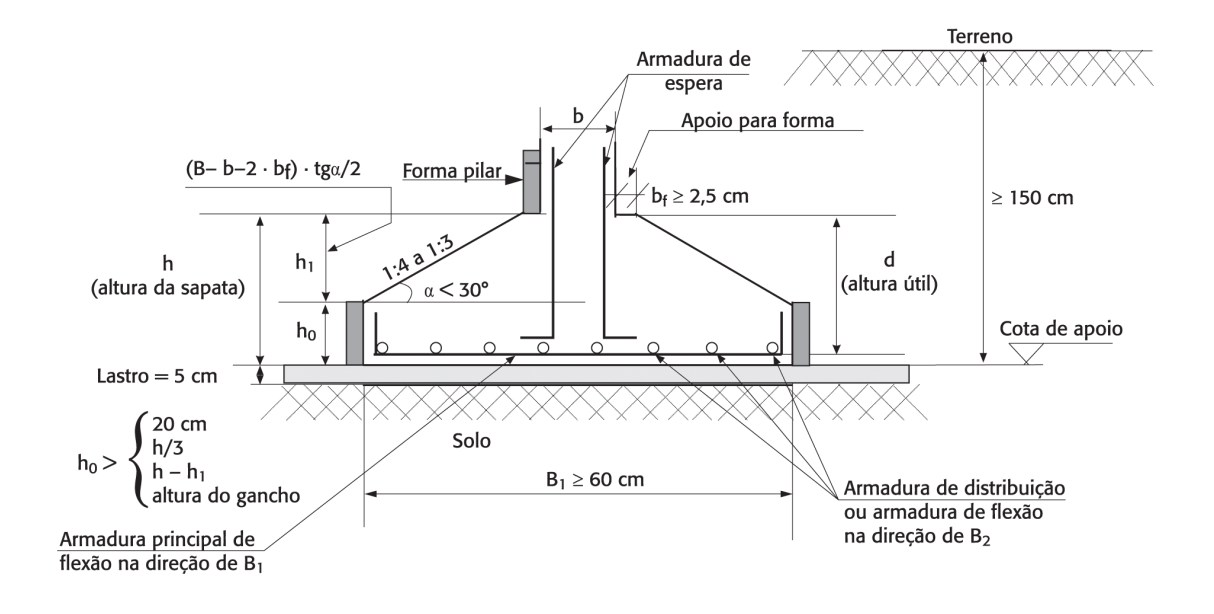 Terreno
Armadura de
espera
b
Apoio para forma
(B– b–2 · bf) · tgα/2
Forma pilar
bf ≥ 2,5 cm
≥ 150 cm
h
(altura da sapata)
h1
1:4 a 1:3
α < 30°
d
(altura útil)
h0
Cota de apoio
Lastro = 5 cm
h0 >
20 cm
h/3
h – h1
altura do gancho
Solo
B1 ≥ 60 cm
Armadura de distribuição
ou armadura de flexão
na direção de B2
Armadura principal de
flexão na direção de B1